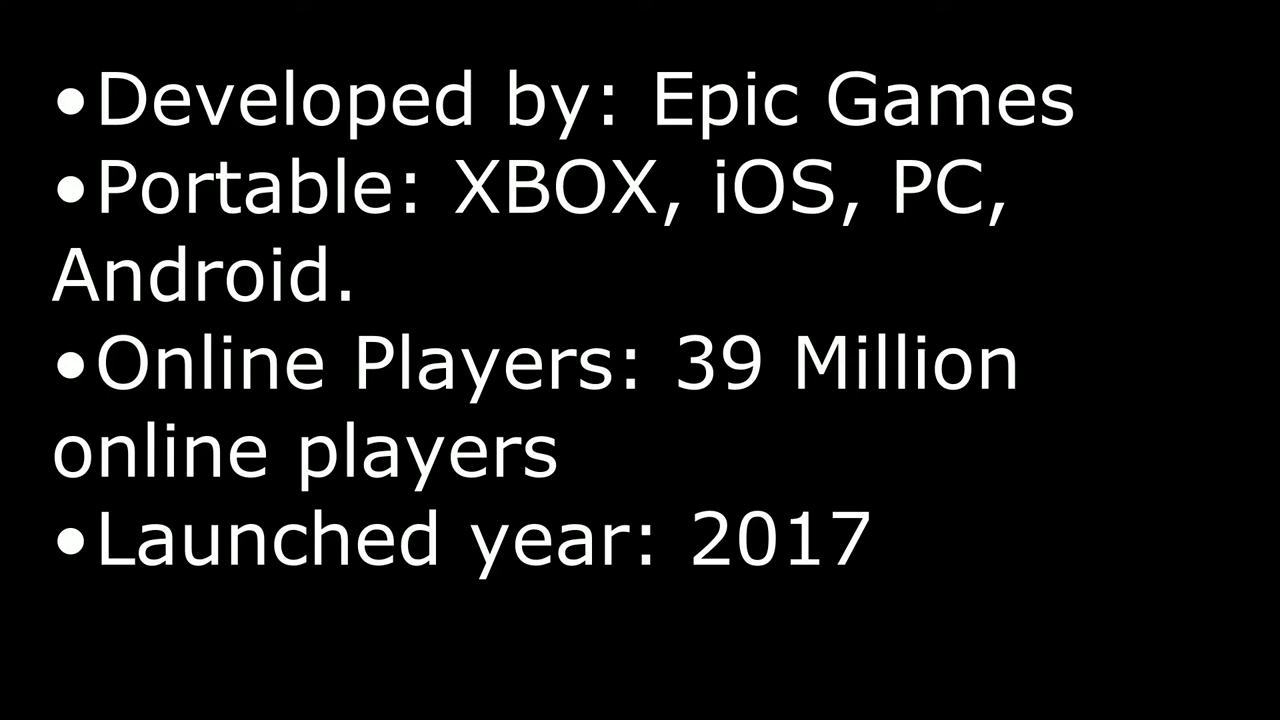 •Developed by: Epic Games
•Portable: XBOX, iOS, PC,
Android.
•Online Players: 39 Million
online players
•Launched year: 2017